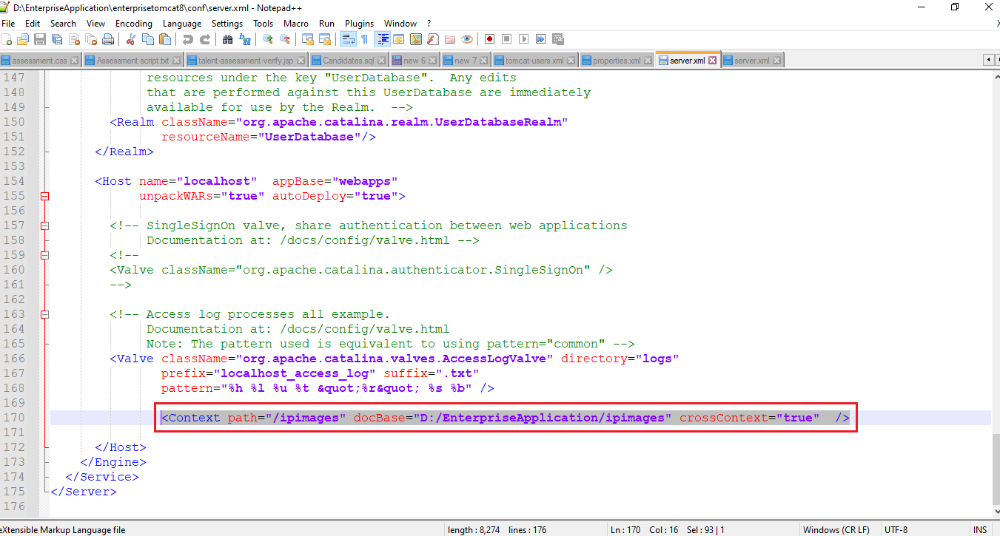 D:\EnterpriseApplication\enterprisetomcat8\conf\server.xml - Notepad++
File Edit Search View Encoding Language Settings Tools Macro Run Plugins Window ?
assessment.css Assessment script.txt talent-assessment-verify.jsp Candidates.sql new 6 new 7 tomcat-users.xml properties.xml server.xml server.xml
147 resources under the key "UserDatabase".  Any edits
148 that are performed against this UserDatabase are immediately
149 available for use by the Realm.  -->
150 <Realm className="org.apache.catalina.realm.UserDatabaseRealm"
151 resourceName="UserDatabase"/>
152 </Realm>
153
154 <Host name="localhost"  appBase="webapps"
155 unpackWARs="true" autoDeploy="true">
156
157 <!-- SingleSignOn valve, share authentication between web applications
158 Documentation at: /docs/config/valve.html -->
159 <!--
160 <Valve className="org.apache.catalina.authenticator.SingleSignOn" />
161 -->
162
163 <!-- Access log processes all example.
164 Documentation at: /docs/config/valve.html
165 Note: The pattern used is equivalent to using pattern="common" -->
166 <Valve className="org.apache.catalina.valves.AccessLogValve" directory="logs"
167 prefix="localhost_access_log" suffix=".txt"
168 pattern="%h %l %u %t &quot;%r&quot; %s %b" />
169
170 <Context path="/ipimages" docBase="D:/EnterpriseApplication/ipimages" crossContext="true"  />
171
172 </Host>
173 </Engine>
174 </Service>
175 </Server>
176
eXtensible Markup Language file length : 8,274 lines : 176 Ln : 170 Col : 16 Sel : 93 | 1 Windows (CR LF) UTF-8 INS